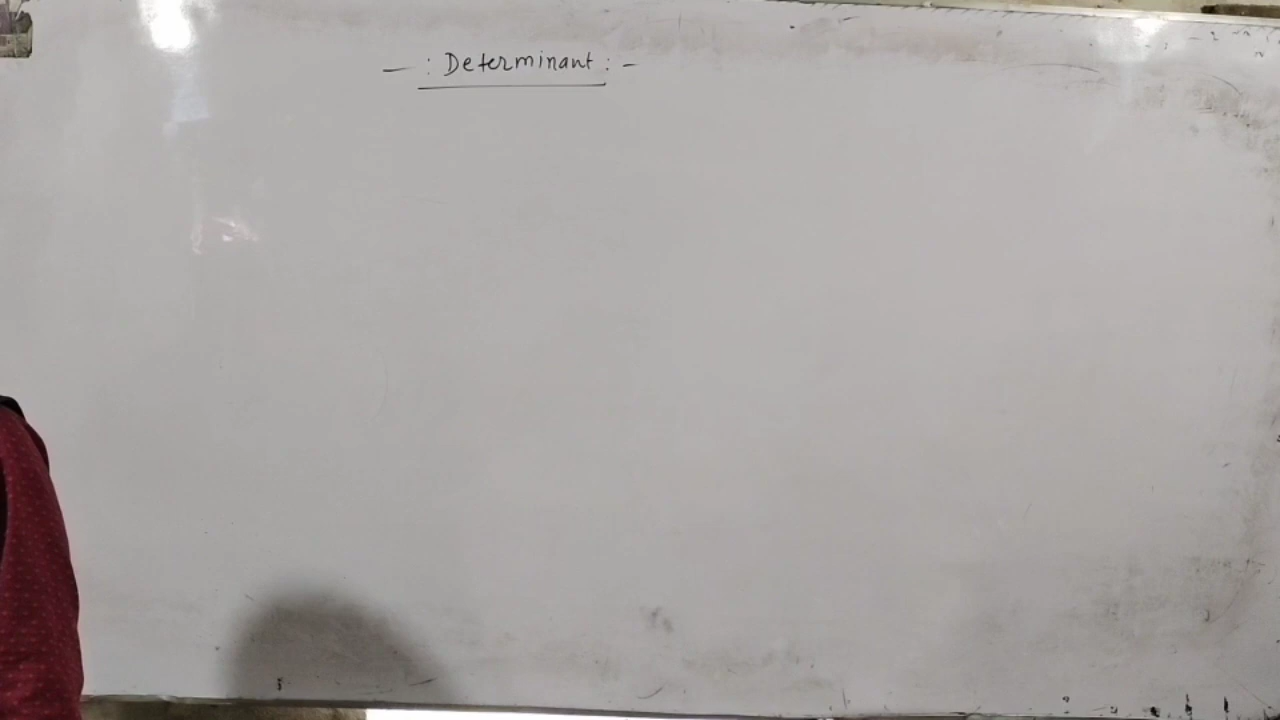 — : Determinant : -